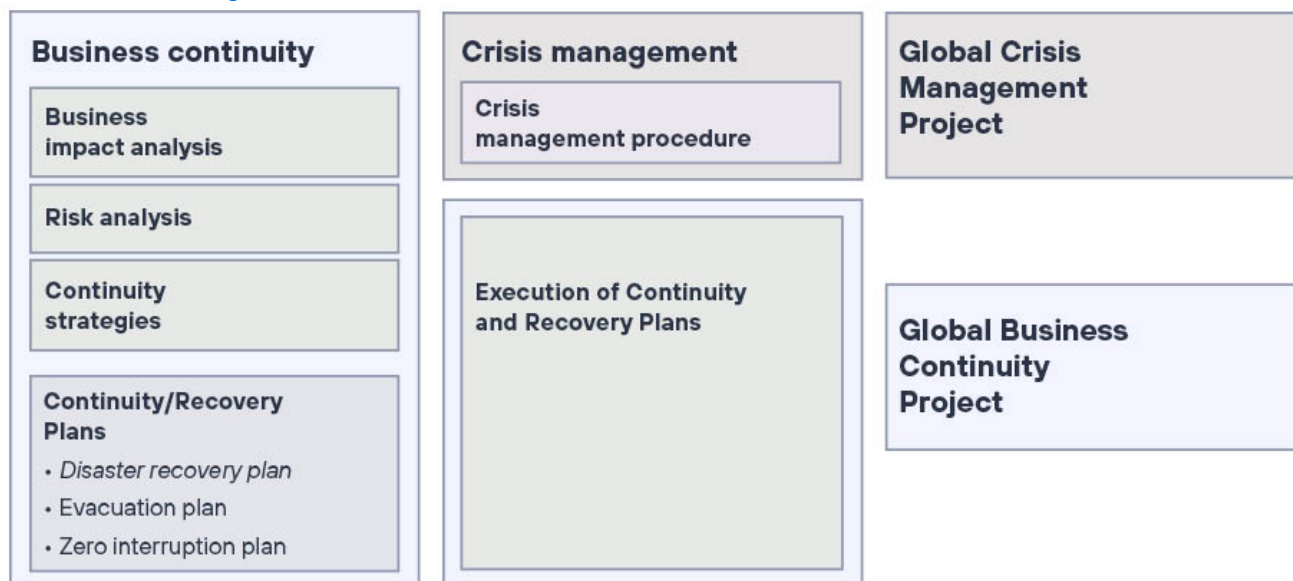 Business continuity
Business
impact analysis
Risk analysis
Continuity
strategies
Continuity/Recovery
Plans
• Disaster recovery plan
• Evacuation plan
• Zero interruption plan
Crisis management
Crisis
management procedure
Execution of Continuity
and Recovery Plans
Global Crisis
Management
Project
Global Business
Continuity
Project